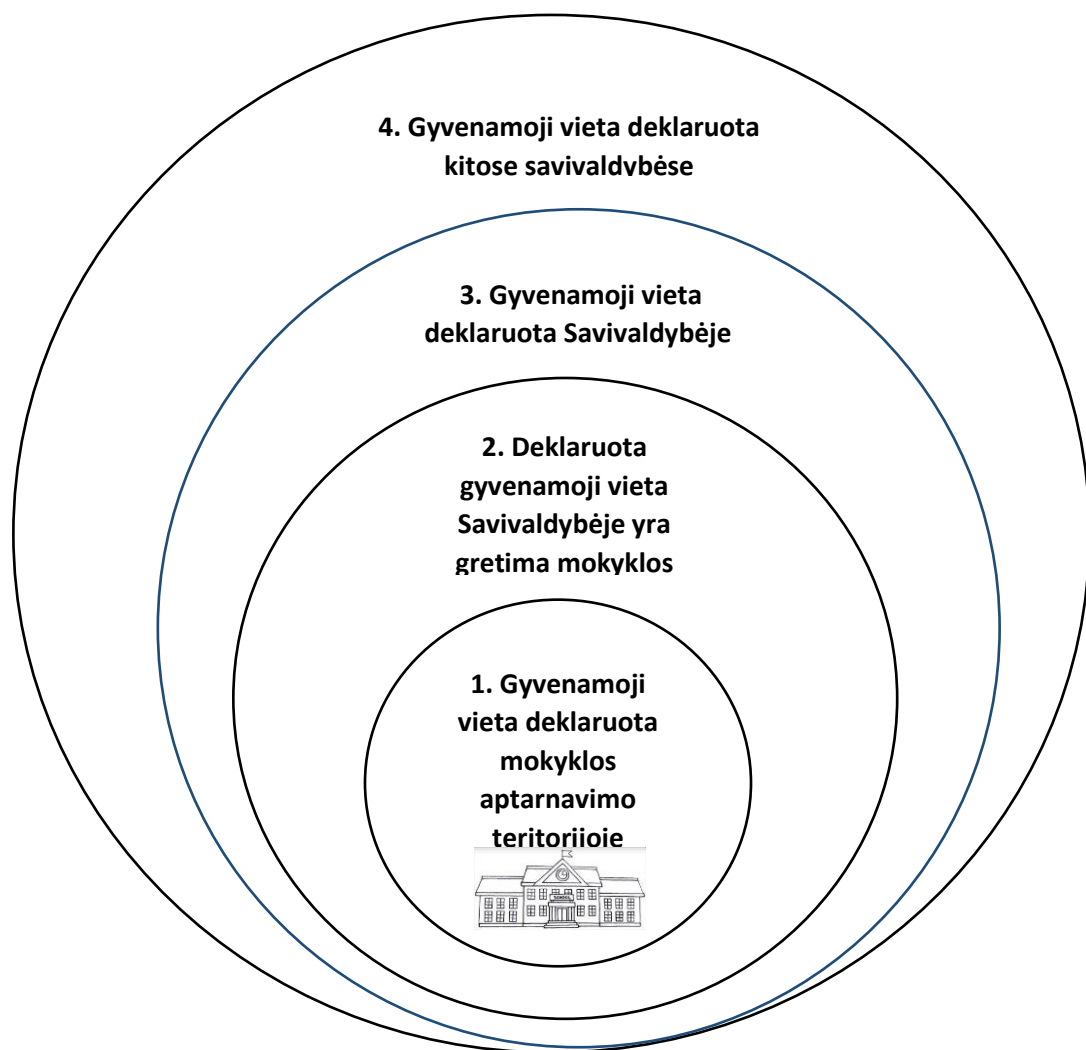 4. Gyvenamoji vieta deklaruota
kitose savivaldybėse
3. Gyvenamoji vieta
deklaruota Savivaldybėje
2. Deklaruota
gyvenamoji vieta
Savivaldybėje yra
gretima mokyklos
1. Gyvenamoji
vieta deklaruota
mokyklos
aptarnavimo
teritorijoje
SCHOOL